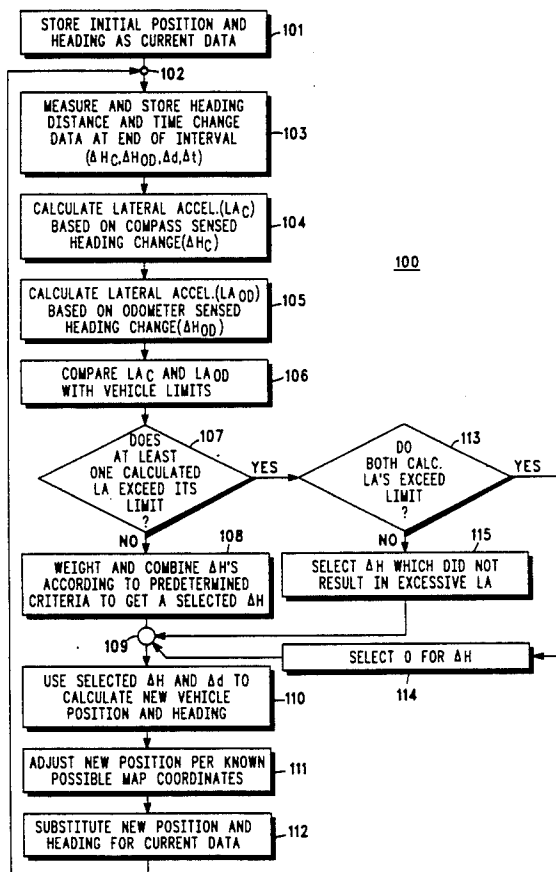 STORE INITIAL POSITION AND
HEADING AS CURRENT DATA
101
102
MEASURE AND STORE HEADING
DISTANCE AND TIME CHANGE
DATA AT END OF INTERVAL
(ΔHC,ΔHOD,Δd,Δt)
103
CALCULATE LATERAL ACCEL.(LAC)
BASED ON COMPASS SENSED
HEADING CHANGE(ΔHC)
104
100
CALCULATE LATERAL ACCEL.(LAOD)
BASED ON ODOMETER SENSED
HEADING CHANGE(ΔHOD)
105
COMPARE LAC AND LAOD
WITH VEHICLE LIMITS
106
DOES
AT LEAST
ONE CALCULATED
LA EXCEED ITS
LIMIT
?
107
YES
NO
DO
BOTH CALC.
LA'S EXCEED
LIMIT
?
113
YES
NO
108
WEIGHT AND COMBINE ΔH'S
ACCORDING TO PREDETERMINED
CRITERIA TO GET A SELECTED ΔH
115
SELECT ΔH WHICH DID NOT
RESULT IN EXCESSIVE LA
109
SELECT 0 FOR ΔH
114
USE SELECTED ΔH AND Δd TO
CALCULATE NEW VEHICLE
POSITION AND HEADING
110
ADJUST NEW POSITION PER KNOWN
POSSIBLE MAP COORDINATES
111
SUBSTITUTE NEW POSITION AND
HEADING FOR CURRENT DATA
112